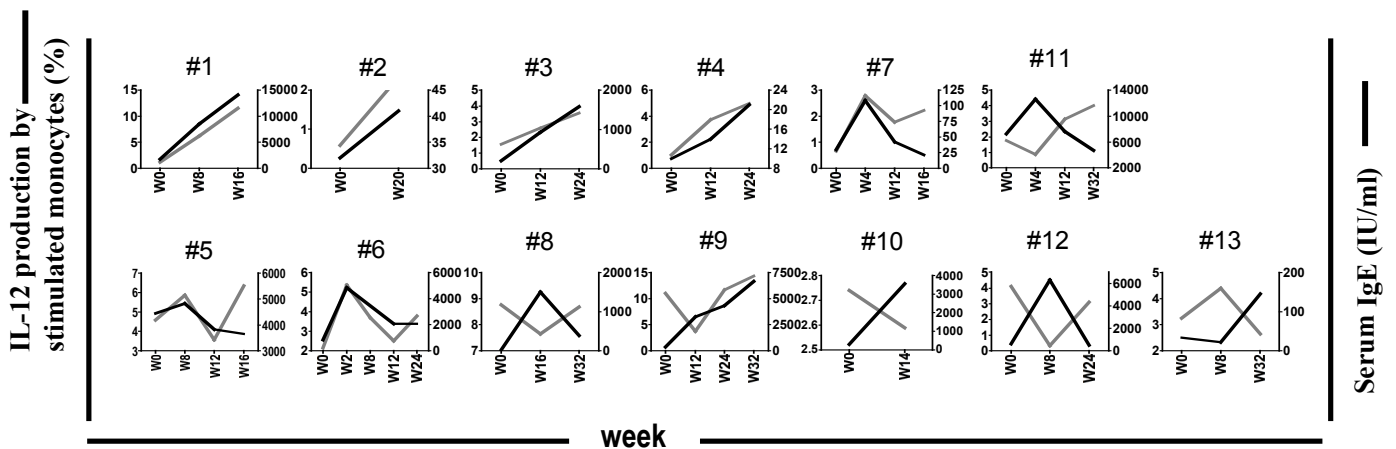 IL-12 production by
stimulated monocytes (%)
#1
15
10
5
0
15000
10000
5000
0
W0
W8
W16
#2
2
1
0
45
40
35
30
W0
W20
#3
5
4
3
2
1
0
2000
1000
0
W0
W12
W24
#4
6
4
2
0
24
20
16
12
8
W0
W12
W24
#7
3
2
1
0
125
100
75
50
25
0
W0
W4
W12
W16
#11
5
4
3
2
1
0
14000
10000
6000
2000
W0
W4
W12
W32
#5
7
6
5
4
3
6000
5000
4000
3000
W0
W8
W12
W16
#6
6
5
4
3
2
6000
4000
2000
0
W0
W2
W8
W12
W24
#8
10
9
8
7
2000
1000
0
W0
W16
W32
#9
15
10
5
0
7500
5000
2500
0
W0
W12
W24
W32
#10
2.8
2.7
2.6
2.5
4000
3000
2000
1000
0
W0
W14
#12
5
4
3
2
1
0
6000
4000
2000
0
W0
W8
W24
#13
5
4
3
2
200
100
0
W0
W8
W32
week
Serum IgE (IU/ml)